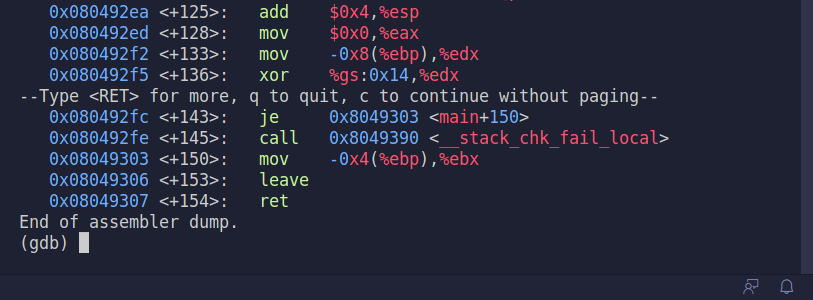 0x080492ea <+125>: add $0x4,%esp
0x080492ed <+128>: mov $0x0,%eax
0x080492f2 <+133>: mov -0x8(%ebp),%edx
0x080492f5 <+136>: xor %gs:0x14,%edx
--Type <RET> for more, q to quit, c to continue without paging--
0x080492fc <+143>: je 0x8049303 <main+150>
0x080492fe <+145>: call 0x8049390 <__stack_chk_fail_local>
0x08049303 <+150>: mov -0x4(%ebp),%ebx
0x08049306 <+153>: leave
0x08049307 <+154>: ret
End of assembler dump.
(gdb)